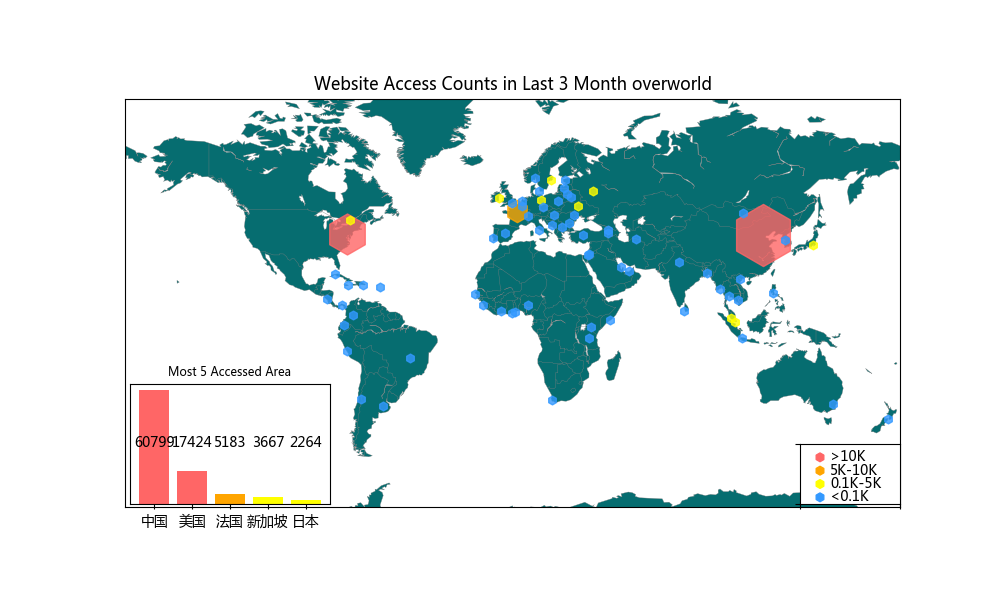 Website Access Counts in Last 3 Month overworld
Most 5 Accessed Area
60799 17424 5183 3667 2264
中国 美国 法国 新加坡 日本
>10K
5K-10K
0.1K-5K
<0.1K